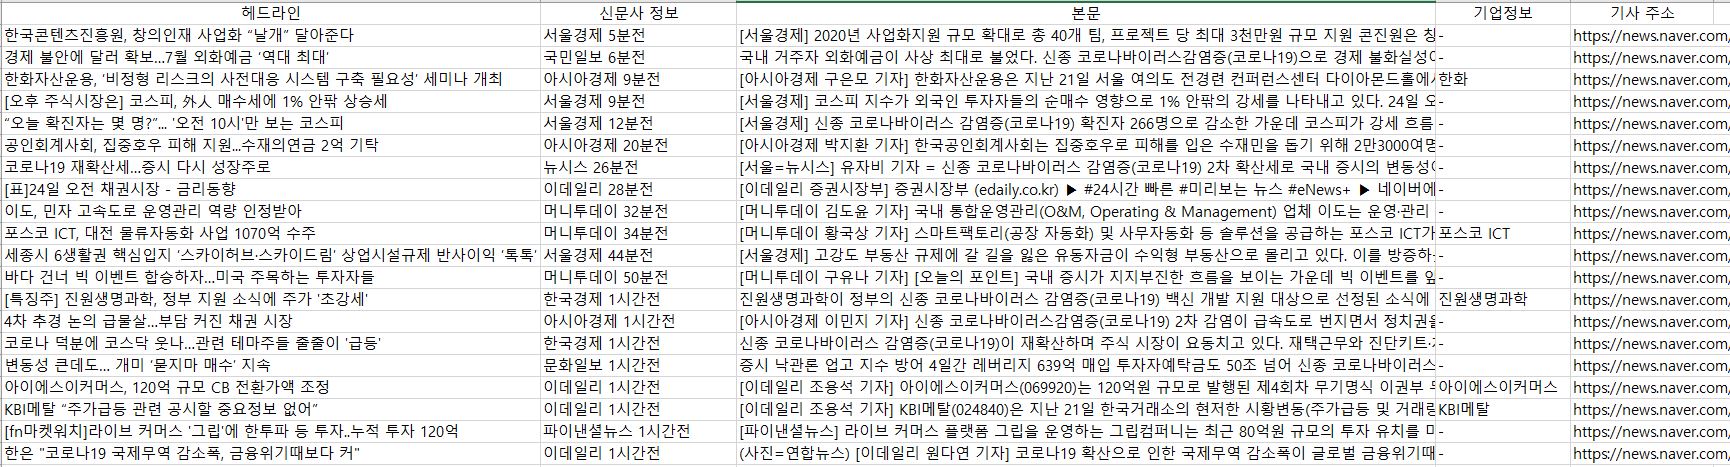 헤드라인 신문사 정보 본문 기업정보 기사 주소
한국콘텐츠진흥원, 창의인재 사업화 “날개” 달아준다 서울경제 5분전 [서울경제] 2020년 사업화지원 규모 확대로 총 40개 팀, 프로젝트 당 최대 3천만원 규모 지원 콘진원은 창 - https://news.naver.com/
경제 불안에 달러 확보...7월 외화예금 ‘역대 최대’ 국민일보 6분전 국내 거주자 외화예금이 사상 최대로 불었다. 신종 코로나바이러스감염증(코로나19)으로 경제 불확실성이 - https://news.naver.com/
한화자산운용, ‘비정형 리스크의 사전대응 시스템 구축 필요성’ 세미나 개최 아시아경제 9분전 [아시아경제 구은모 기자] 한화자산운용은 지난 21일 서울 여의도 전경련 컨퍼런스센터 다이아몬드홀에서 한화 https://news.naver.com/
[오후 주식시장은] 코스피, 外人 매수세에 1% 안팎 상승세 서울경제 9분전 [서울경제] 코스피 지수가 외국인 투자자들의 순매수 영향으로 1% 안팎의 강세를 나타내고 있다. 24일 오 - https://news.naver.com/
“오늘 확진자는 몇 명?”... '오전 10시'만 보는 코스피 서울경제 12분전 [서울경제] 신종 코로나바이러스 감염증(코로나19) 확진자 266명으로 감소한 가운데 코스피가 강세 흐름 - https://news.naver.com/
공인회계사회, 집중호우 피해 지원...수재의연금 2억 기탁 아시아경제 20분전 [아시아경제 박지환 기자] 한국공인회계사회는 집중호우로 피해를 입은 수재민을 돕기 위해 2만3000여명 - https://news.naver.com/
코로나19 재확산세...증시 다시 성장주로 뉴시스 26분전 [서울=뉴시스] 유자비 기자 = 신종 코로나바이러스 감염증(코로나19) 2차 확산세로 국내 증시의 변동성이 - https://news.naver.com/
[표]24일 오전 채권시장 - 금리동향 이데일리 28분전 [이데일리 증권시장부] 증권시장부 (edaily.co.kr) ▶ #24시간 빠른 #미리보는 뉴스 #eNews+ ▶ 네이버에 - https://news.naver.com/
이도, 민자 고속도로 운영관리 역량 인정받아 머니투데이 32분전 [머니투데이 김도윤 기자] 국내 통합운영관리(O&M, Operating & Management) 업체 이도는 운영·관리 - https://news.naver.com/
포스코 ICT, 대전 물류자동화 사업 1070억 수주 머니투데이 34분전 [머니투데이 황국상 기자] 스마트팩토리(공장 자동화) 및 사무자동화 등 솔루션을 공급하는 포스코 ICT가 포스코 ICT https://news.naver.com/
세종시 6생활권 핵심입지 ‘스카이허브·스카이드림’ 상업시설규제 반사이익 ‘톡톡’ 서울경제 44분전 [서울경제] 고강도 부동산 규제에 갈 길을 잃은 유동자금이 수익형 부동산으로 몰리고 있다. 이를 방증하 - https://news.naver.com/
바다 건너 빅 이벤트 합승하자...미국 주목하는 투자자들 머니투데이 50분전 [머니투데이 구유나 기자] [오늘의 포인트] 국내 증시가 지지부진한 흐름을 보이는 가운데 빅 이벤트를 앞 - https://news.naver.com/
[특징주] 진원생명과학, 정부 지원 소식에 주가 '초강세' 한국경제 1시간전 진원생명과학이 정부의 신종 코로나바이러스 감염증(코로나19) 백신 개발 지원 대상으로 선정된 소식에 진원생명과학 https://news.naver.com/
4차 추경 논의 급물살...부담 커진 채권 시장 아시아경제 1시간전 [아시아경제 이민지 기자] 신종 코로나바이러스감염증(코로나19) 2차 감염이 급속도로 번지면서 정치권을 - https://news.naver.com/
코로나 덕분에 코스닥 웃나...관련 테마주들 줄줄이 '급등' 한국경제 1시간전 신종 코로나바이러스 감염증(코로나19)이 재확산하며 주식 시장이 요동치고 있다. 재택근무와 진단키트· - https://news.naver.com/
변동성 큰데도... 개미 ‘묻지마 매수’ 지속 문화일보 1시간전 증시 낙관론 업고 지수 방어 4일간 레버리지 639억 매입 투자자예탁금도 50조 넘어 신종 코로나바이러스 - https://news.naver.com/
아이에스이커머스, 120억 규모 CB 전환가액 조정 이데일리 1시간전 [이데일리 조용석 기자] 아이에스이커머스(069920)는 120억원 규모로 발행된 제4회차 무기명식 이권부 무 아이에스이커머스 https://news.naver.com/
KBI메탈 “주가급등 관련 공시할 중요정보 없어” 이데일리 1시간전 [이데일리 조용석 기자] KBI메탈(024840)은 지난 21일 한국거래소의 현저한 시황변동(주가급등 및 거래량 KBI메탈 https://news.naver.com/
[fn마켓워치]라이브 커머스 '그립'에 한투파 등 투자..누적 투자 120억 파이낸셜뉴스 1시간전 [파이낸셜뉴스] 라이브 커머스 플랫폼 그립을 운영하는 그립컴퍼니는 최근 80억원 규모의 투자 유치를 마 - https://news.naver.com/
한은 "코로나19 국제무역 감소폭, 금융위기때보다 커" 이데일리 1시간전 (사진=연합뉴스) [이데일리 원다연 기자] 코로나19 확산으로 인한 국제무역 감소폭이 글로벌 금융위기때 - https://news.naver.com/